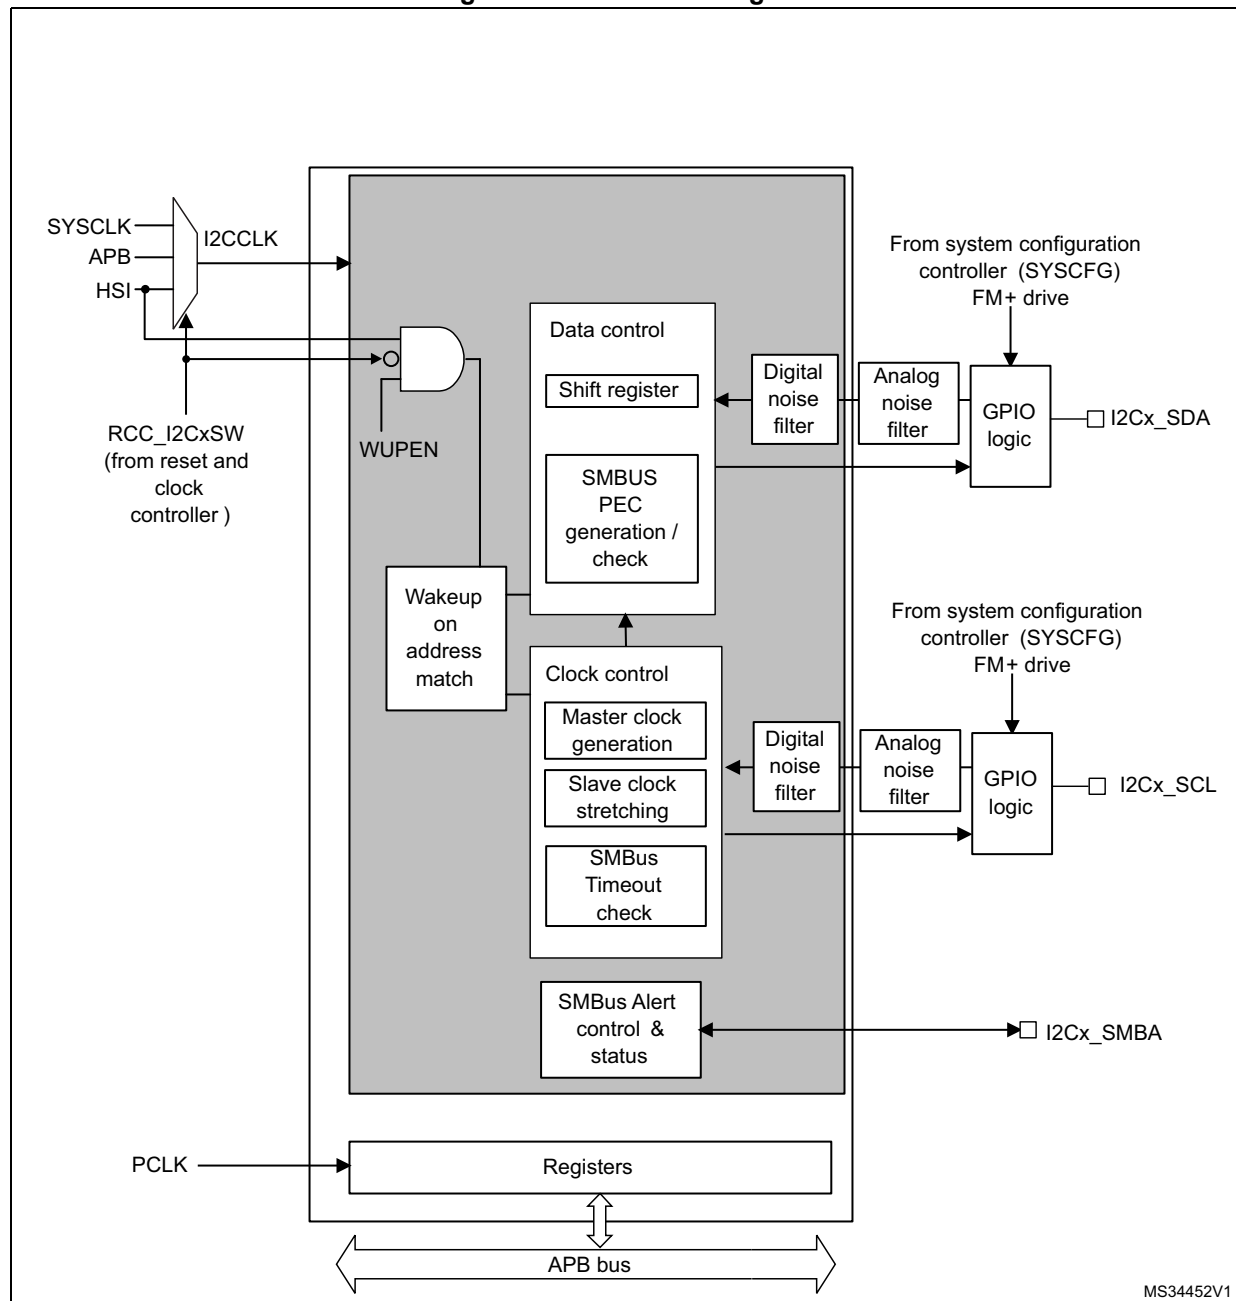 SYSCLK
APB
HSI
I2CCLK
RCC_I2CxSW
(from reset and
clock
controller )
WUPEN
Data control
Shift register
SMBUS
PEC
generation /
check
Wakeup
on
address
match
Clock control
Master clock
generation
Slave clock
stretching
SMBus
Timeout
check
SMBus Alert
control &
status
Digital
noise
filter
Analog
noise
filter
From system configuration
controller (SYSCFG)
FM+ drive
GPIO
logic
I2Cx_SDA
Digital
noise
filter
Analog
noise
filter
From system configuration
controller (SYSCFG)
FM+ drive
GPIO
logic
I2Cx_SCL
I2Cx_SMBA
PCLK
Registers
APB bus
MS34452V1